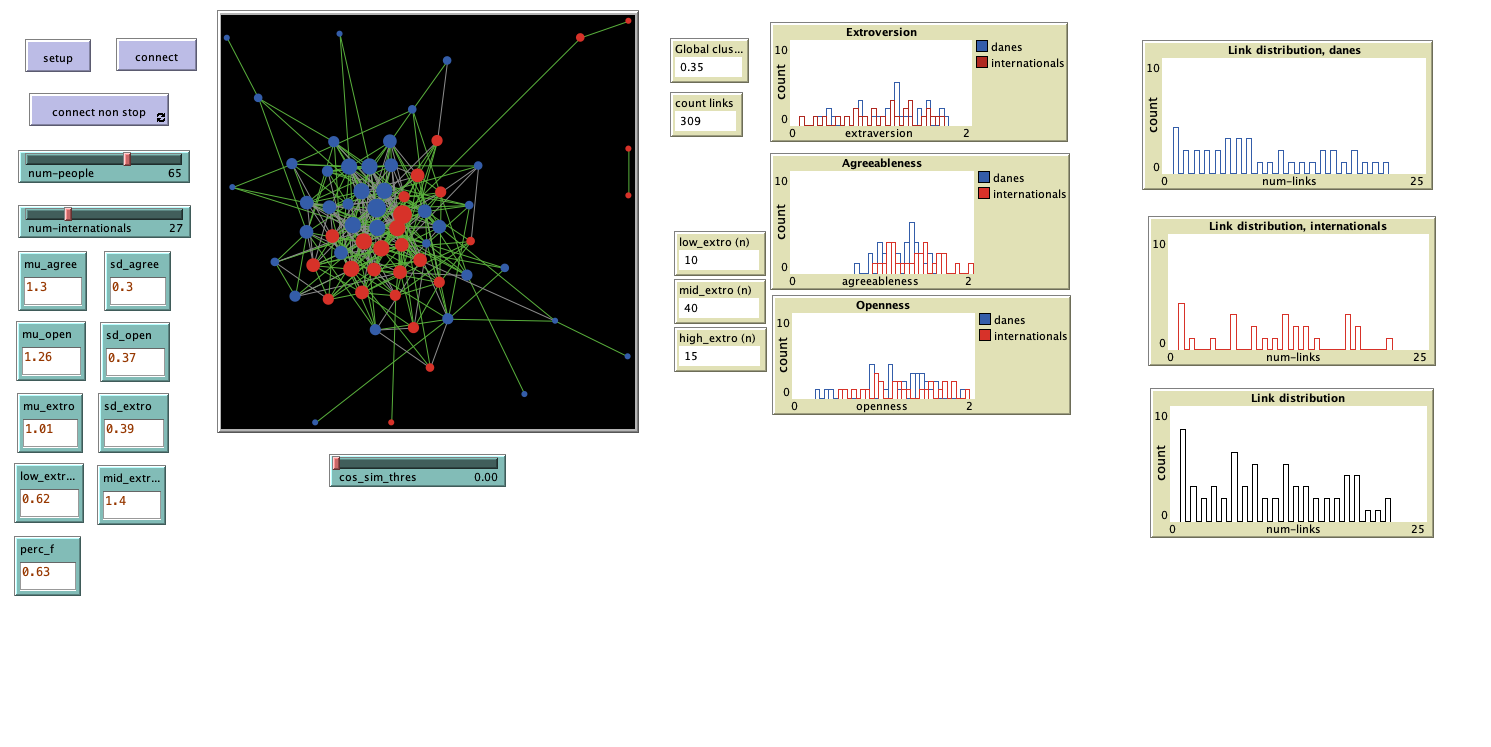 setup
connect
connect non stop
num-people 65
num-internationals 27
mu_agree
1.3
sd_agree
0.3
mu_open
1.26
sd_open
0.37
mu_extro
1.01
sd_extro
0.39
low_extr...
0.62
mid_extr...
1.4
perc_f
0.63
cos_sim_thres 0.00
Global clus...
0.35
count links
309
low_extro (n)
10
mid_extro (n)
40
high_extro (n)
15
Extroversion
10
count
0
0
extraversion
2
danes
internationals
Agreeableness
10
count
0
0
agreeableness
2
danes
internationals
Openness
10
count
0
0
openness
2
danes
internationals
Link distribution, danes
10
count
0
0
num-links
25
Link distribution, internationals
10
count
0
0
num-links
25
Link distribution
10
count
0
0
num-links
25